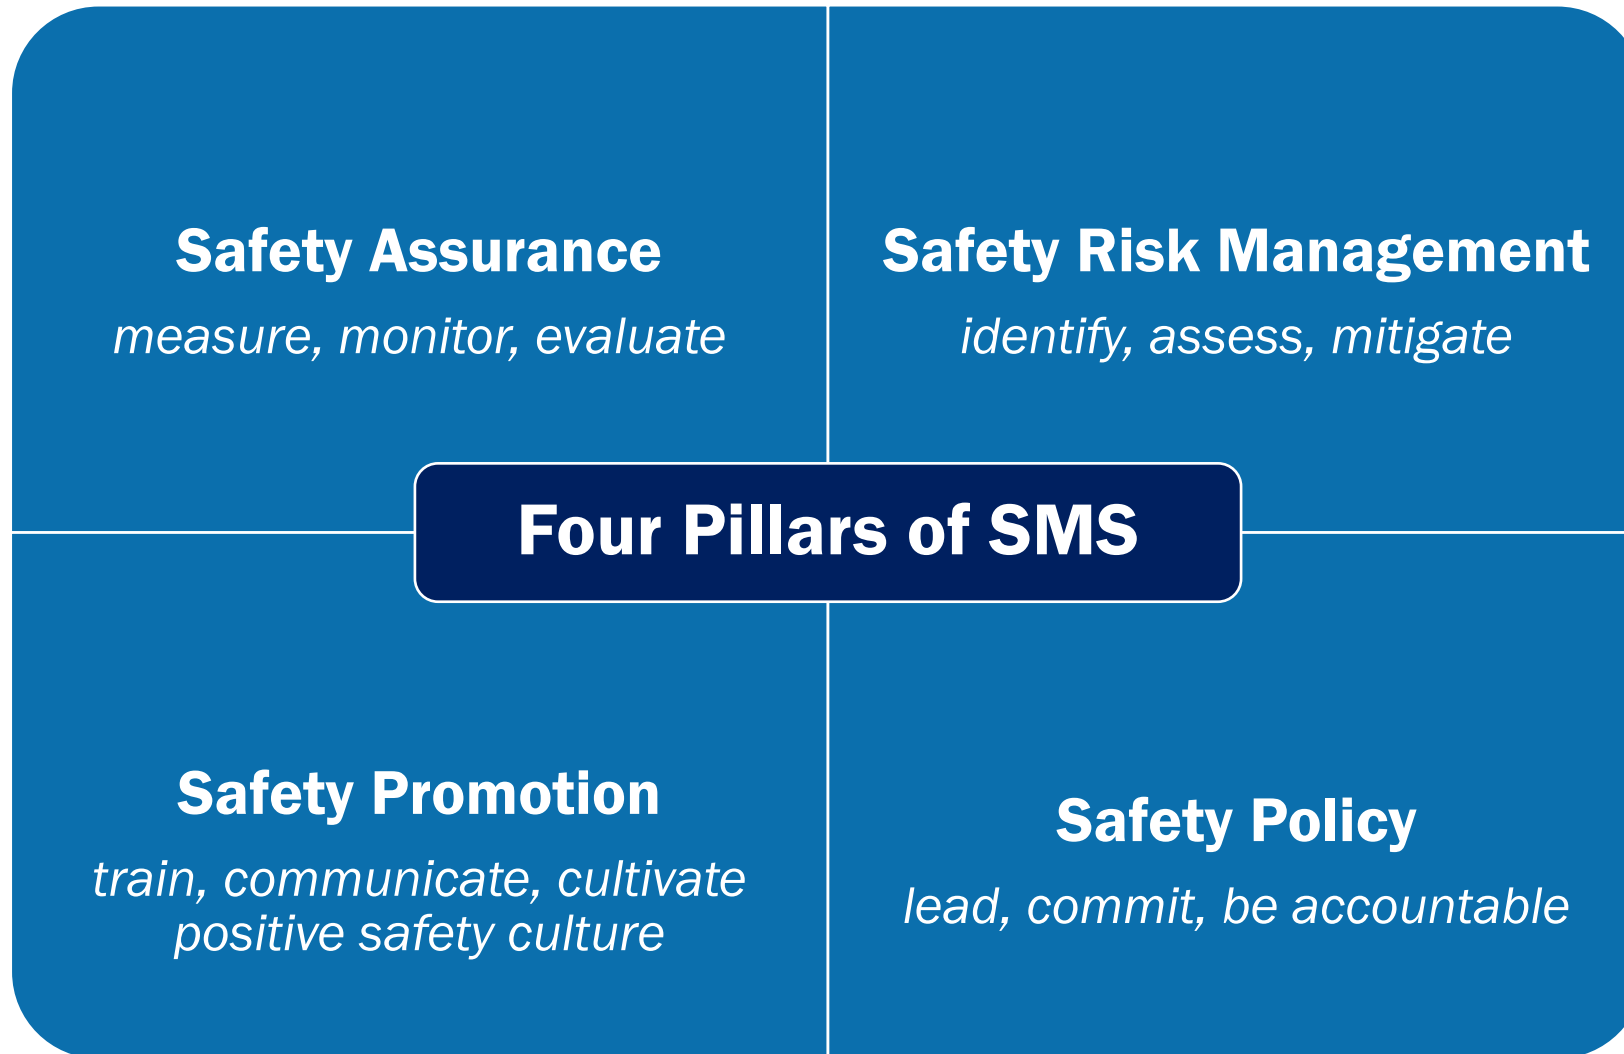 Safety Assurance
measure, monitor, evaluate
Safety Risk Management
identify, assess, mitigate
Four Pillars of SMS
Safety Promotion
train, communicate, cultivate
positive safety culture
Safety Policy
lead, commit, be accountable